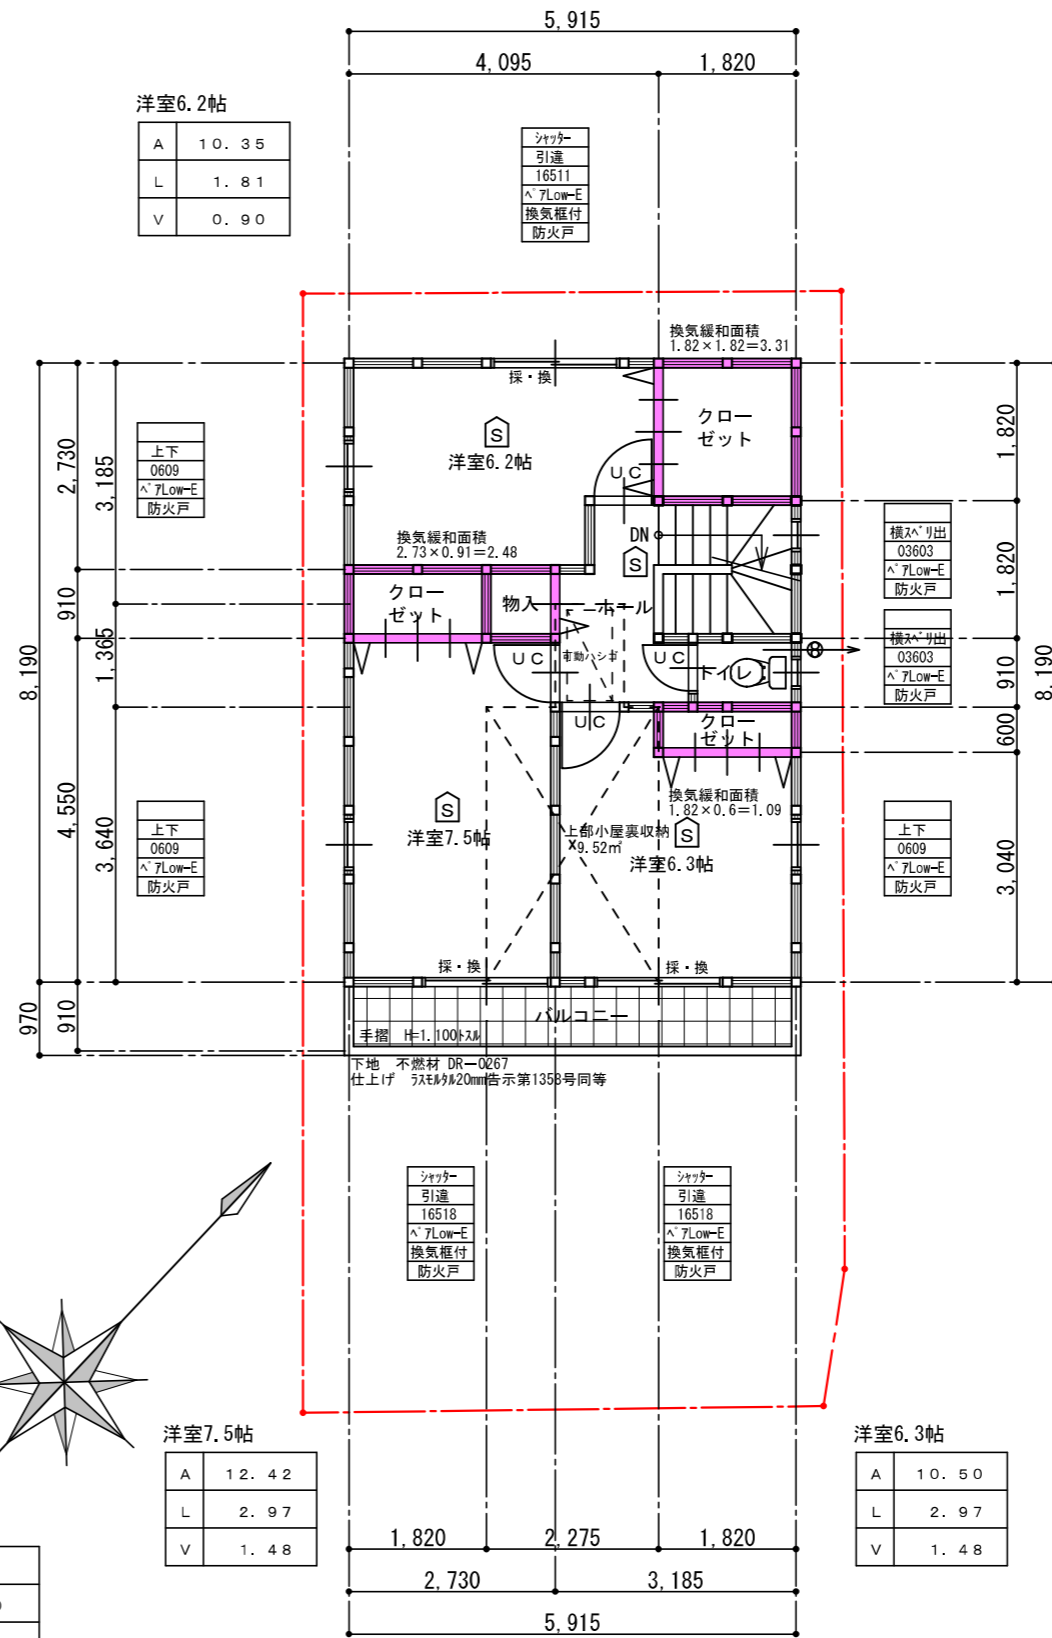 5,915
4,095
1,820
洋室6.2帖
A 10.35
L 1.81
V 0.90
シャッター
引違
16511
ペアLow-E
換気框付
防火戸
換気緩和面積
1.82×1.82=3.31
採・換
クロー
ゼット
S
洋室6.2帖
UC
2,730
3,185
1,820
上下
0609
ペアLow-E
防火戸
換気緩和面積
2.73×0.91=2.48
DN
S
横スベリ出
03603
ペアLow-E
防火戸
1,820
910
クロー
ゼット
物入
ホール
横スベリ出
03603
ペアLow-E
防火戸
8,190
1,365
UC
UC
トイレ
8
910
8,190
UC
クロー
ゼット
600
4,550
3,640
上下
0609
ペアLow-E
防火戸
換気緩和面積
1.82×0.6=1.09
S
洋室7.5帖
上部小屋裏収納
9.52㎡
S
洋室6.3帖
上下
0609
ペアLow-E
防火戸
3,040
採・換
採・換
970
910
バルコニー
手摺 H=1,100
下地 不燃材 DR-0267
仕上げ ラスモルタル20mm告示第1358号同等
シャッター
引違
16518
ペアLow-E
換気框付
防火戸
シャッター
引違
16518
ペアLow-E
換気框付
防火戸
洋室7.5帖
A 12.42
L 2.97
V 1.48
洋室6.3帖
A 10.50
L 2.97
V 1.48
1,820
2,275
1,820
2,730
3,185
5,915